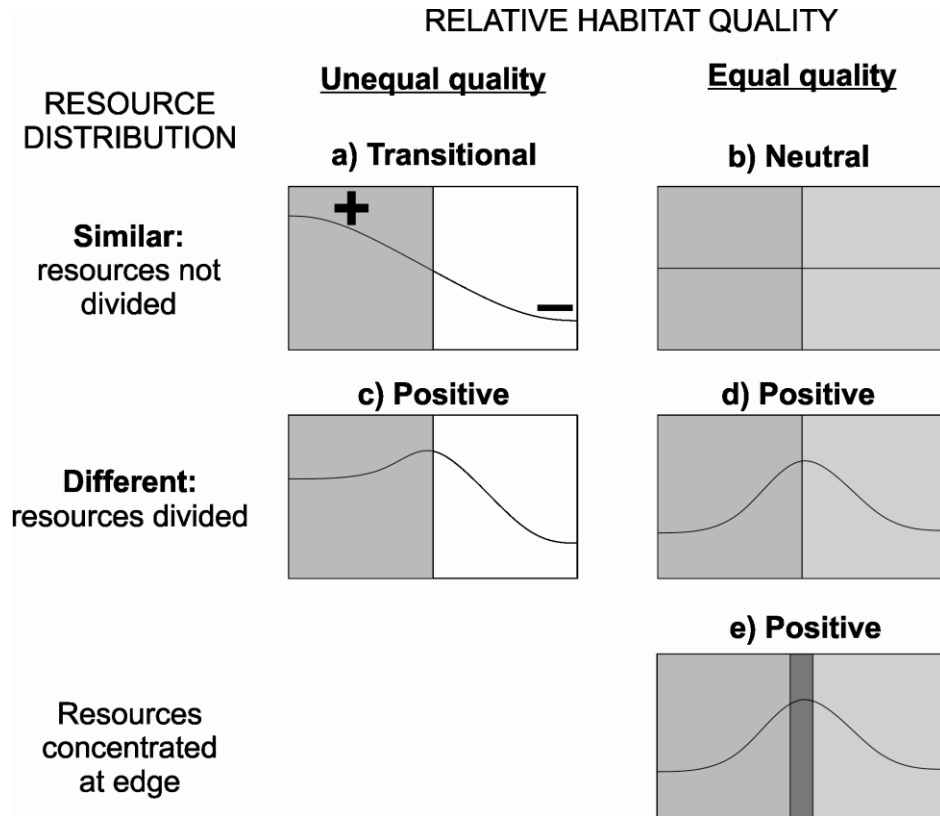 RELATIVE HABITAT QUALITY
Unequal quality
Equal quality
RESOURCE
DISTRIBUTION
a) Transitional
b) Neutral
Similar:
resources not
divided
+
−
c) Positive
d) Positive
Different:
resources divided
e) Positive
Resources
concentrated
at edge